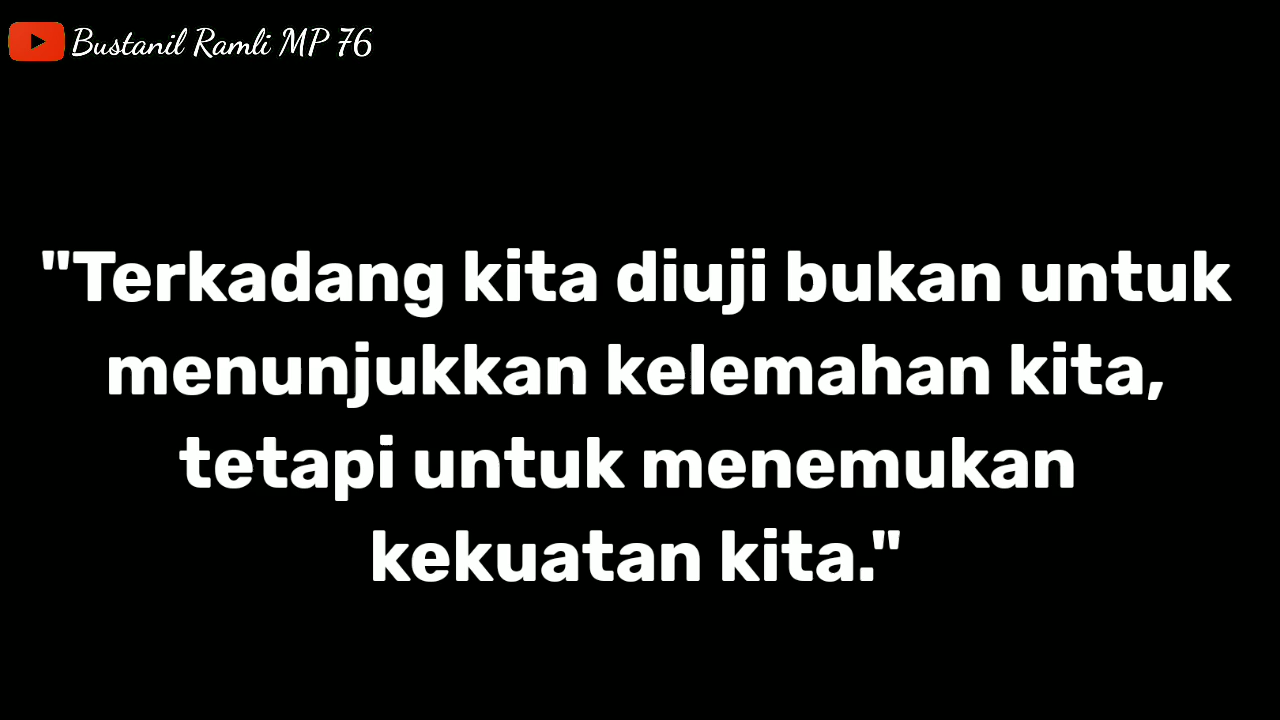 Bustanil Ramli MP 76
"Terkadang kita diuji bukan untuk
menunjukkan kelemahan kita,
tetapi untuk menemukan
kekuatan kita."